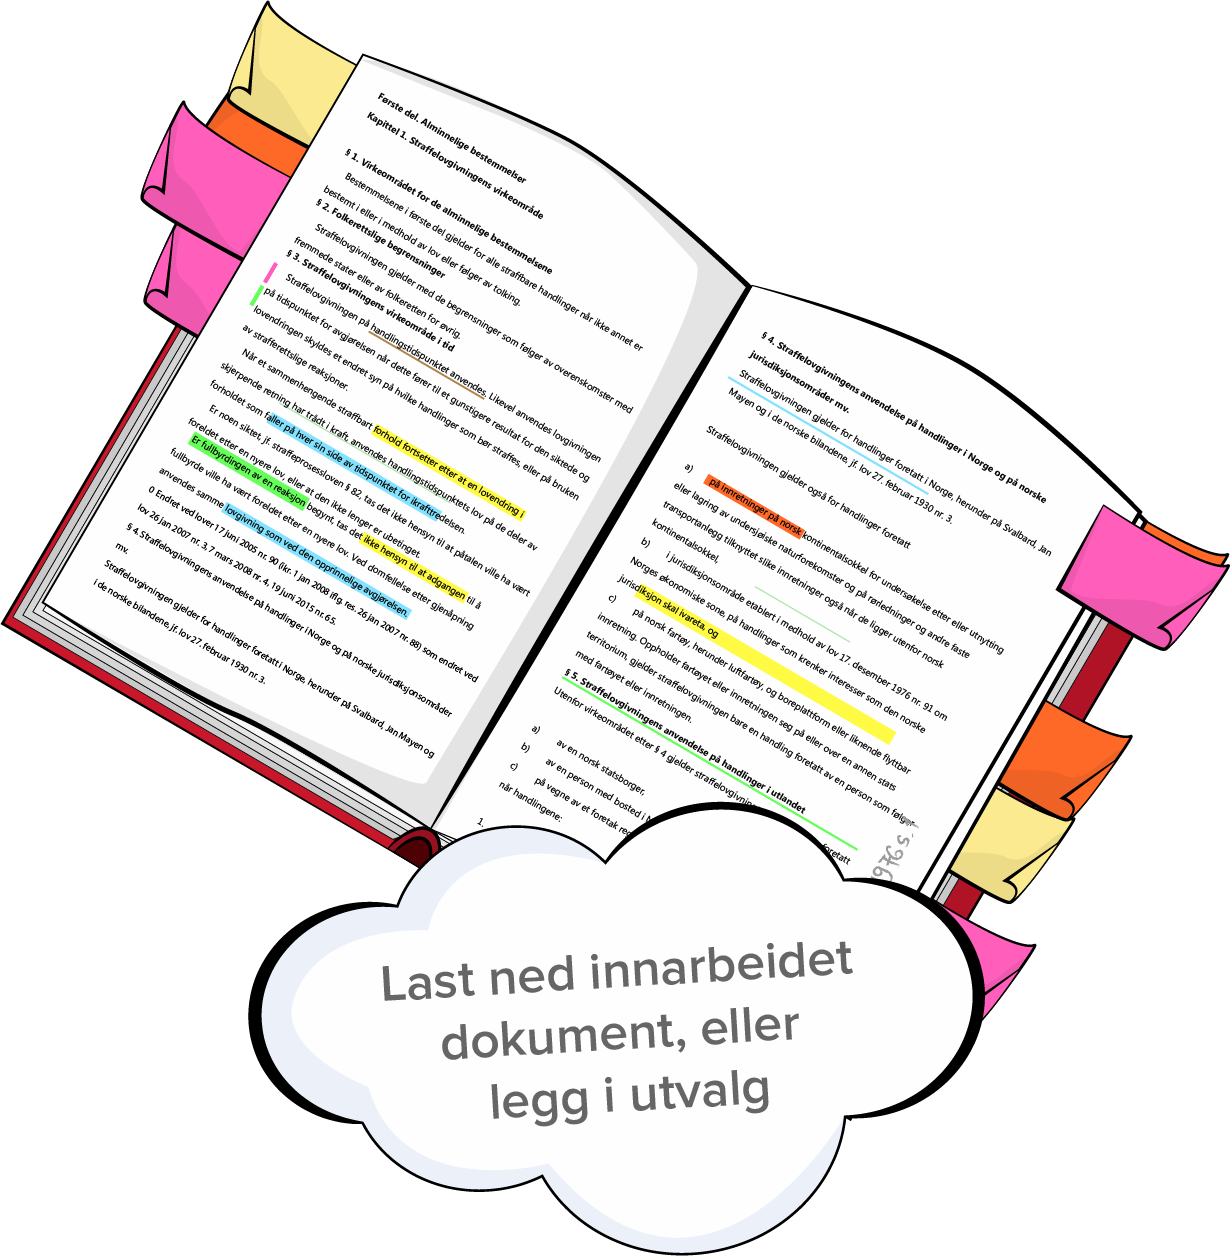 Første del. Alminnelige bestemmelser
Kapittel 1. Straffelovgivningens virkeområde
§ 1. Virkeområdet for de alminnelige bestemmelsene
Bestemmelsene i første del gjelder for alle straffbare handlinger når ikke annet er
bestemt i eller i medhold av lov eller følger av tolking.
§ 2. Folkerettslige begrensninger
Straffelovgivningen gjelder med de begrensninger som følger av overenskomster med
fremmede stater eller av folkeretten for øvrig.
§ 3. Straffelovgivningens virkeområde i tid
Straffelovgivningen på handlingstidspunktet anvendes. Likevel anvendes lovgivningen
på tidspunktet for avgjørelsen når dette fører til et gunstigere resultat for den siktede og
lovendringen skyldes et endret syn på hvilke handlinger som bør straffes, eller på bruken
av strafferettslige reaksjoner.
Når et sammenhengende straffbart forhold fortsetter etter at en lovendring i
skjerpende retning har trådt i kraft, anvendes handlingstidspunktets lov på de deler av
forholdet som faller på hver sin side av tidspunktet for ikrafttredelsen.
Er noen siktet, jf. straffeprosessloven § 82, tas det ikke hensyn til at påtalen ville ha vært
foreldet etter en nyere lov, eller at den ikke lenger er ubetinget.
Er fullbyrdingen av en reaksjon begynt, tas det ikke hensyn til at adgangen til å
fullbyrde ville ha vært foreldet etter en nyere lov. Ved domfellelse etter gjenåpning
anvendes samme lovgivning som ved den opprinnelige avgjørelsen
0 Endret ved lover 17 juni 2005 nr. 90 (ikr. 1 jan 2008 iflg. res. 26 jan 2007 nr. 88) som endret ved
lov 26 jan 2007 nr. 3, 7 mars 2008 nr. 4, 19 juni 2015 nr. 65.
§ 4. Straffelovgivningens anvendelse på handlinger i Norge og på norske jurisdiksjonsområder
mv.
Straffelovgivningen gjelder for handlinger foretatt i Norge, herunder på Svalbard, Jan Mayen og
i de norske bilandene, jf. lov 27. februar 1930 nr. 3.
§ 4. Straffelovgivningens anvendelse på handlinger i Norge og på norske
jurisdiksjonsområder mv.
Straffelovgivningen gjelder for handlinger foretatt i Norge, herunder på Svalbard, Jan
Mayen og i de norske bilandene, jf. lov 27. februar 1930 nr. 3.
Straffelovgivningen gjelder også for handlinger foretatt
a) på innretninger på norsk kontinentalsokkel for undersøkelse etter eller utnytting
eller lagring av undersjøiske naturforekomster og på rørledninger og andre faste
transportanlegg tilknyttet slike innretninger også når de ligger utenfor norsk
kontinentalsokkel,
b) i jurisdiksjonsområde etablert i medhold av lov 17. desember 1976 nr. 91 om
Norges økonomiske sone, på handlinger som krenker interesser som den norske
jurisdiksjon skal ivareta, og
c) på norsk fartøy, herunder luftfartøy, og boreplattform eller liknende flyttbar
innretning. Oppholder fartøyet eller innretningen seg på eller over en annen stats
territorium, gjelder straffelovgivningen bare en handling foretatt av en person som følger
med fartøyet eller innretningen.
§ 5. Straffelovgivningens anvendelse på handlinger i utlandet
Utenfor virkeområdet etter § 4 gjelder straffelovgivning foretatt
a) av en norsk statsborger,
b) av en person med bosted i
c) på vegne av et foretak reg
når handlingene:
1.
1976 s.
Last ned innarbeidet
dokument, eller
legg i utvalg